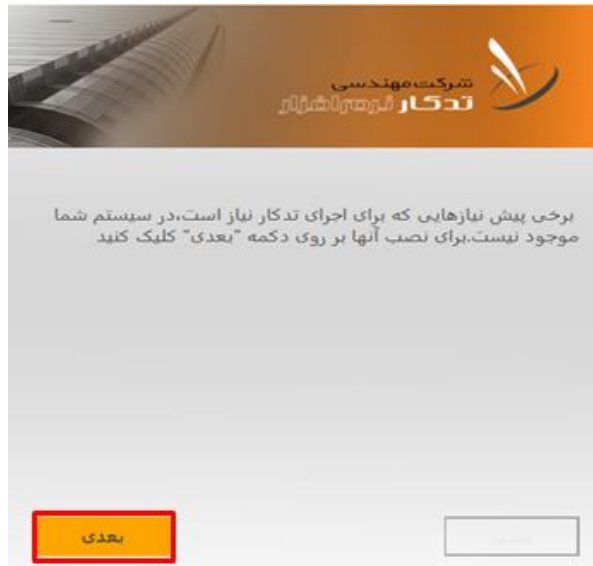 شرکت مهندسی
تدکار نرم‌افزار
برخی پیش نیازهایی که برای اجرای تدکار نیاز است،در سیستم شما
موجود نیست.برای نصب آنها بر روی دکمه "بعدی" کلیک کنید
بعدی